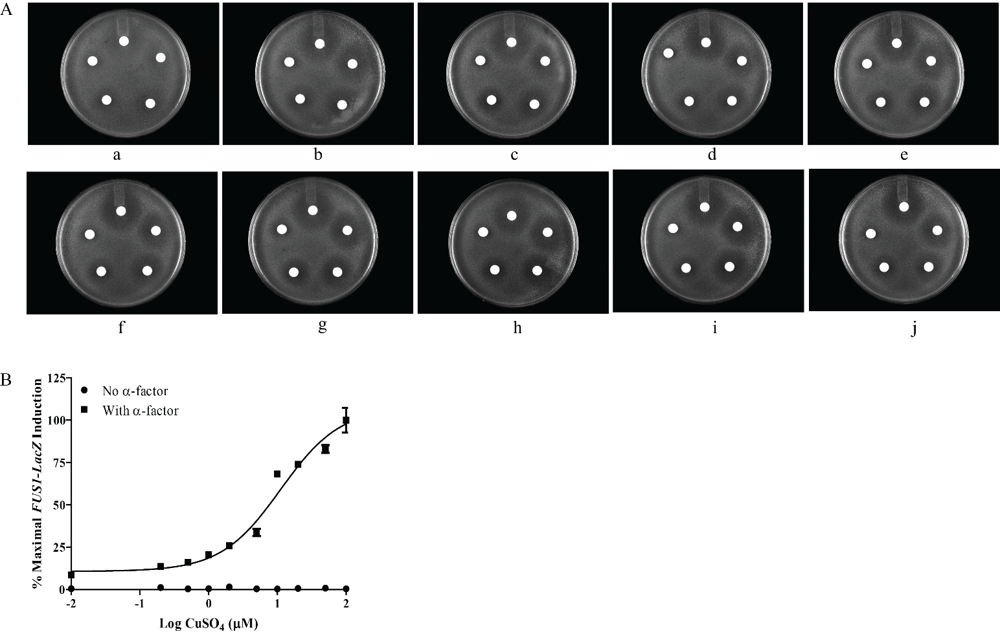 A
a b c d e
f g h i j
B
125
100
75
50
25
0
% Maximal FUS1-LacZ Induction
No α-factor
With α-factor
-2 -1 0 1 2
Log CuSO₄ (μM)